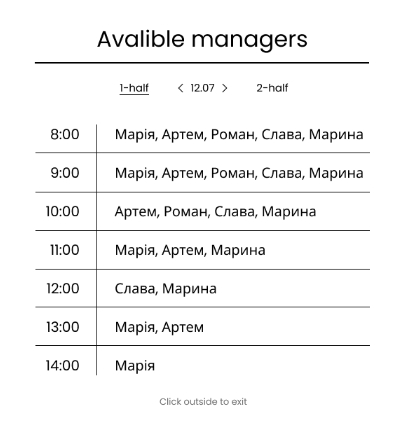 Avalible managers
1-half < 12.07 > 2-half
8:00 Марія, Артем, Роман, Слава, Марина
9:00 Марія, Артем, Роман, Слава, Марина
10:00 Артем, Роман, Слава, Марина
11:00 Марія, Артем, Марина
12:00 Слава, Марина
13:00 Марія, Артем
14:00 Марія
Click outside to exit